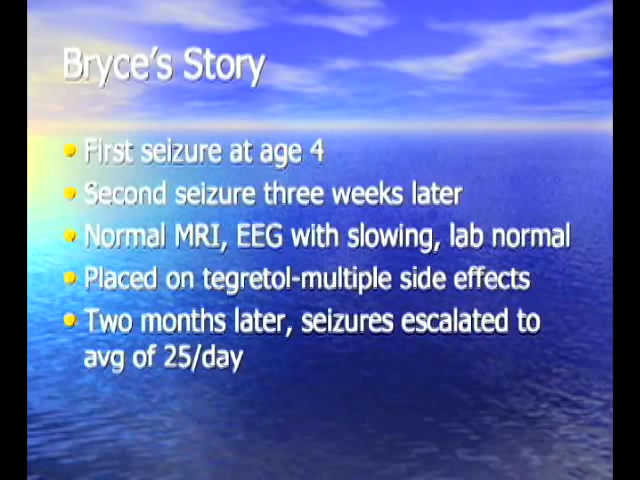 Bryce's Story
First seizure at age 4
Second seizure three weeks later
Normal MRI, EEG with slowing, lab normal
Placed on tegretol-multiple side effects
Two months later, seizures escalated to
avg of 25/day